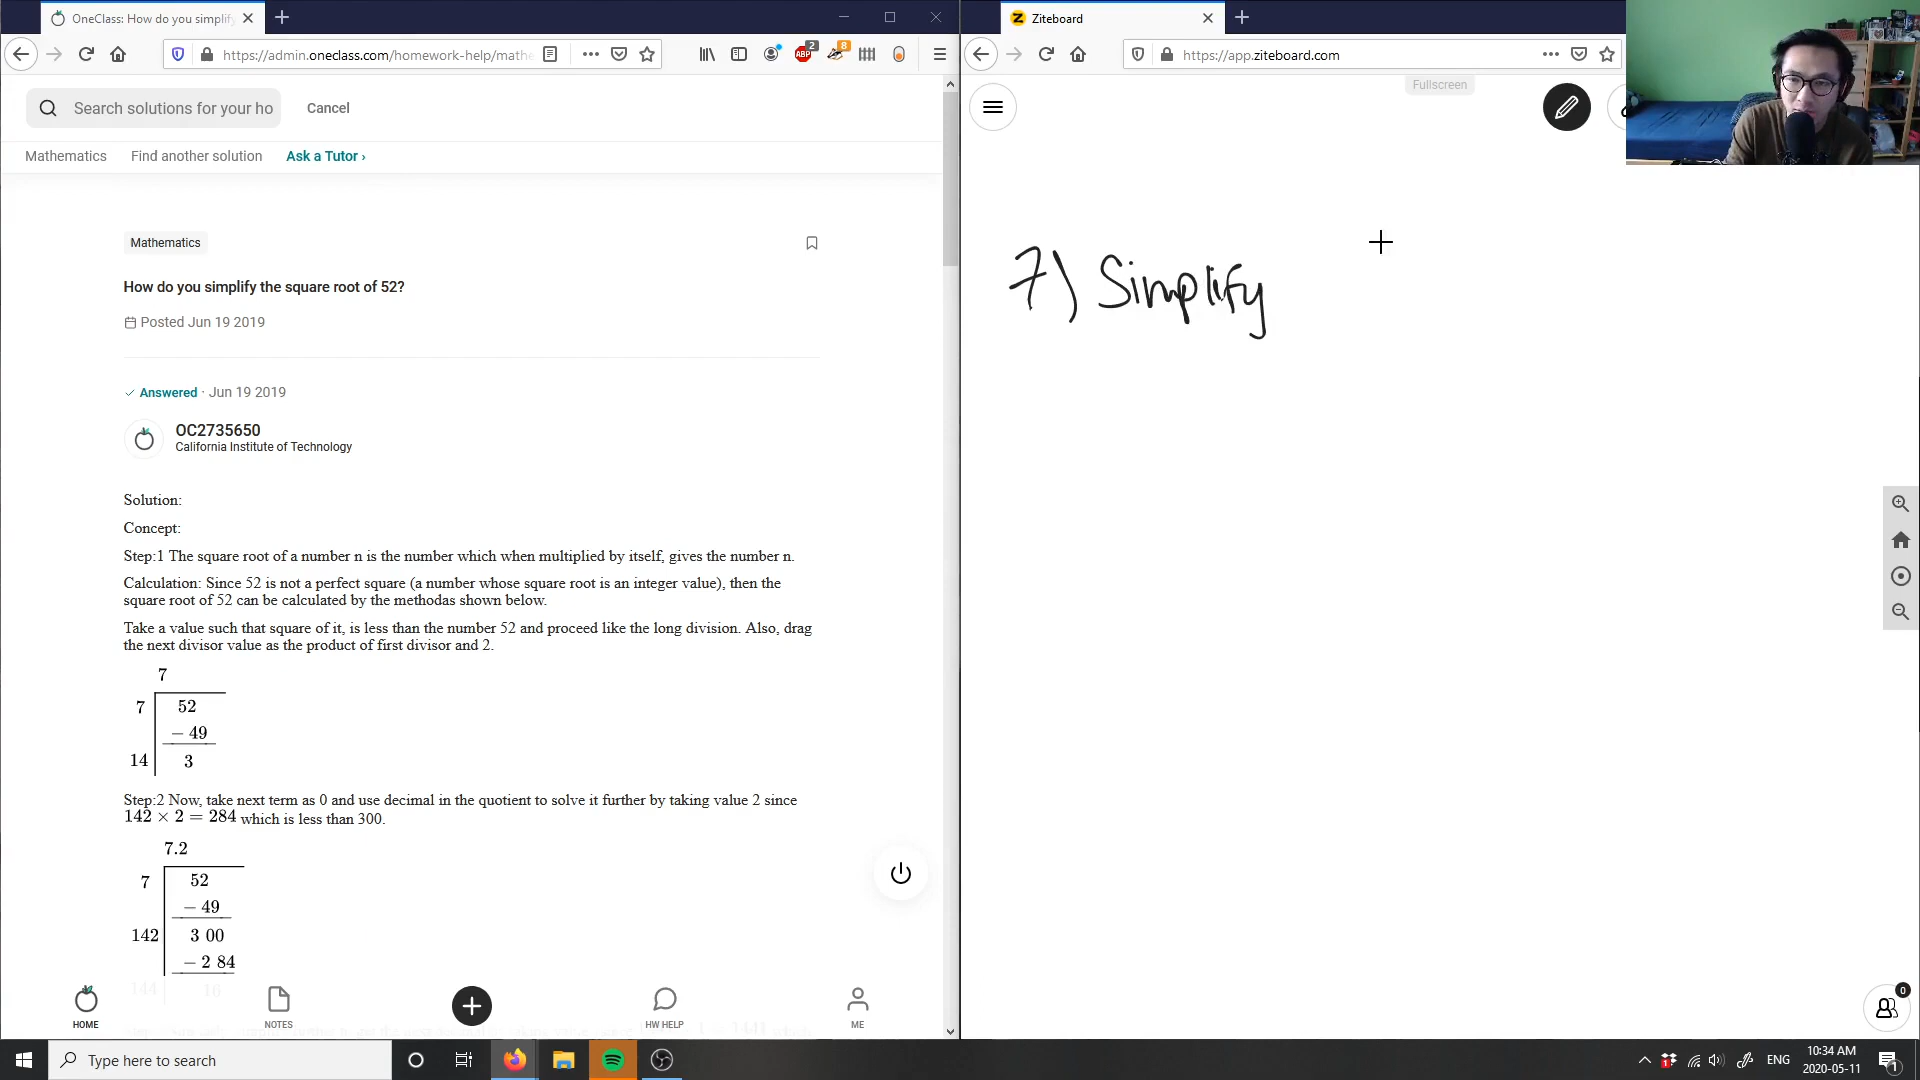 OneClass: How do you simplify
Ziteboard
https://admin.oneclass.com/homework-help/mathe
ABP
2
8
https://app.ziteboard.com
Fullscreen
Search solutions for your ho
Cancel
Mathematics
Find another solution
Ask a Tutor ›
Mathematics
How do you simplify the square root of 52?
Posted Jun 19 2019
Answered · Jun 19 2019
OC2735650
California Institute of Technology
Solution:
Concept:
Step:1 The square root of a number n is the number which when multiplied by itself, gives the number n.
Calculation: Since 52 is not a perfect square (a number whose square root is an integer value), then the
square root of 52 can be calculated by the methodas shown below.
Take a value such that square of it, is less than the number 52 and proceed like the long division. Also, drag
the next divisor value as the product of first divisor and 2.
7
7 52
− 49
14 3
Step:2 Now, take next term as 0 and use decimal in the quotient to solve it further by taking value 2 since
142 × 2 = 284 which is less than 300.
7.2
7 52
− 49
142 3 00
− 2 84
144 16
HOME
NOTES
HW HELP
ME
7) Simplify
0
Type here to search
1
ENG
10:34 AM
2020-05-11
1